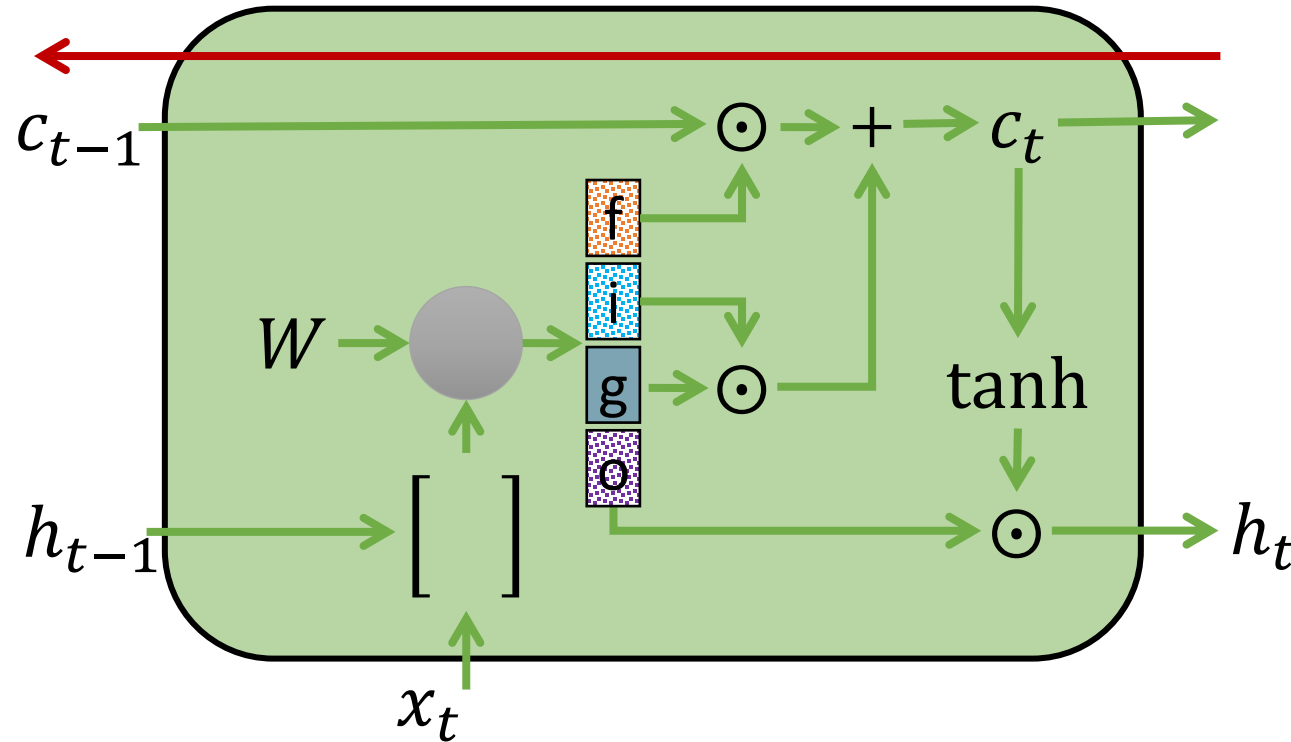 c_{t-1} ⊙ + c_t
f
i
W
g ⊙ tanh
o
h_{t-1} [ ] ⊙ h_t
x_t